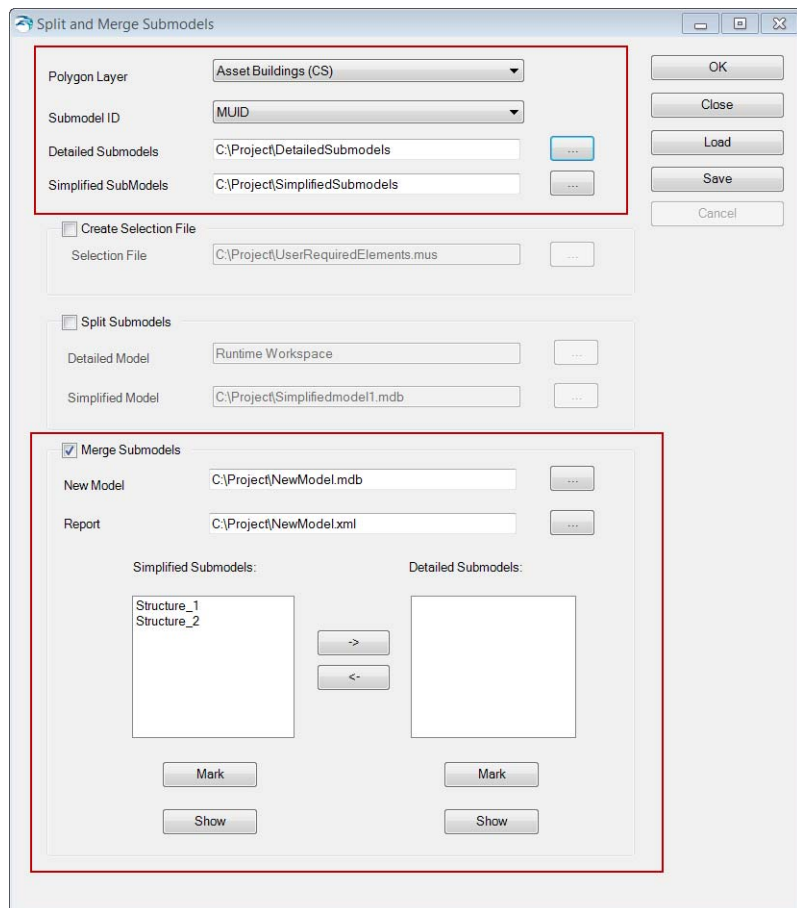 Split and Merge Submodels
Polygon Layer
Asset Buildings (CS)
OK
Submodel ID
MUID
Close
Detailed Submodels
C:\Project\DetailedSubmodels
...
Load
Simplified SubModels
C:\Project\SimplifiedSubmodels
...
Save
Cancel
Create Selection File
Selection File
C:\Project\UserRequiredElements.mus
...
Split Submodels
Detailed Model
Runtime Workspace
...
Simplified Model
C:\Project\Simplifiedmodel1.mdb
...
Merge Submodels
New Model
C:\Project\NewModel.mdb
...
Report
C:\Project\NewModel.xml
...
Simplified Submodels:
Detailed Submodels:
Structure_1
Structure_2
->
<-
Mark
Mark
Show
Show